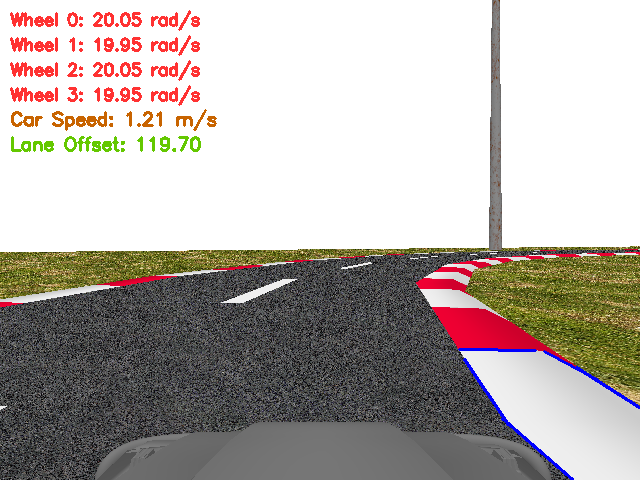 Wheel 0: 20.05 rad/s
Wheel 1: 19.95 rad/s
Wheel 2: 20.05 rad/s
Wheel 3: 19.95 rad/s
Car Speed: 1.21 m/s
Lane Offset: 119.70